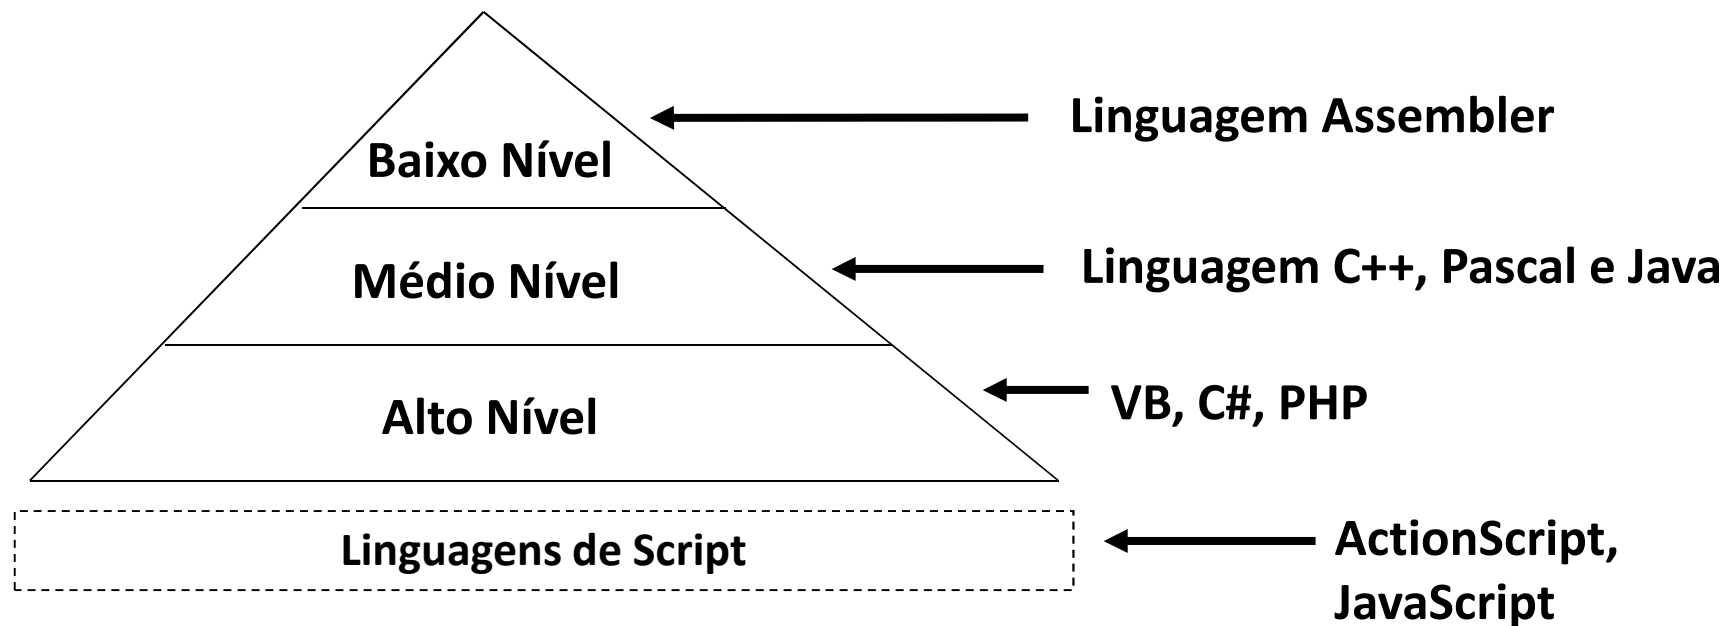 Linguagem Assembler
Baixo Nível
Linguagem C++, Pascal e Java
Médio Nível
VB, C#, PHP
Alto Nível
Linguagens de Script
ActionScript,
JavaScript